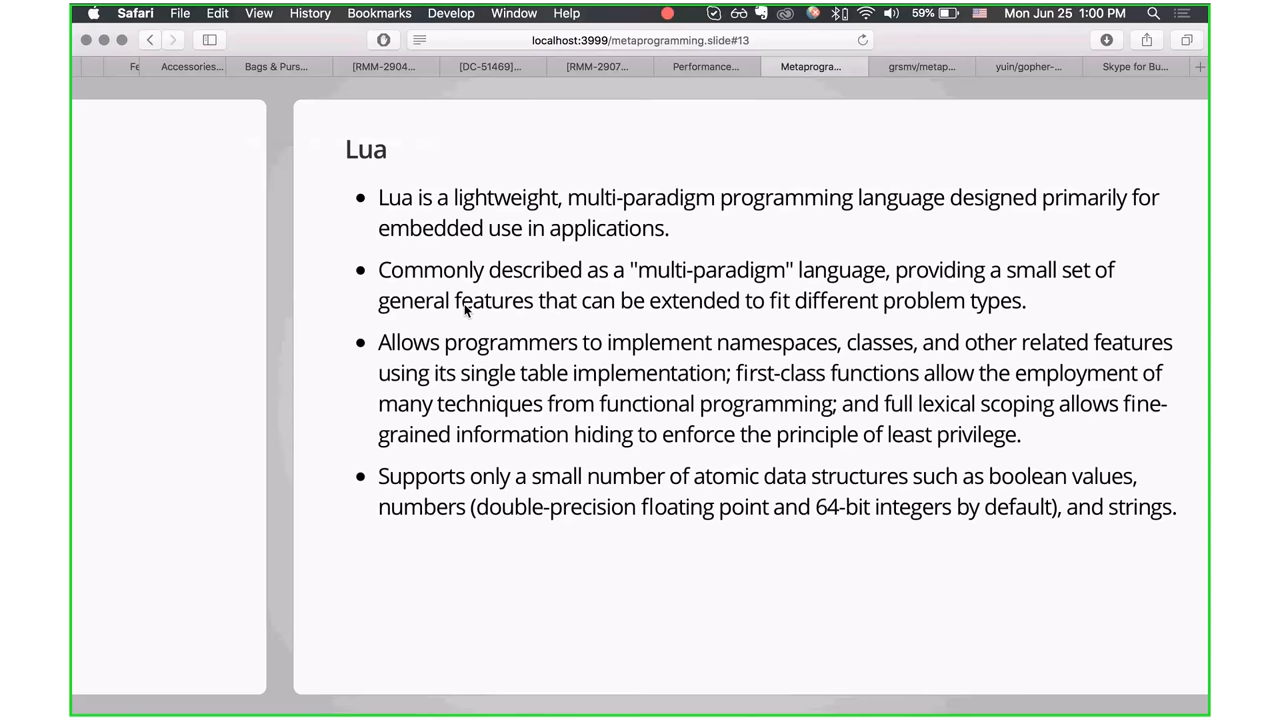 Safari File Edit View History Bookmarks Develop Window Help 59% Mon Jun 25 1:00 PM
localhost:3999/metaprogramming.slide#13
Fe Accessories... Bags & Purs... [RMM-2904... [DC-51469]... [RMM-2907... Performance... Metaprogra... grsmv/metap... yuin/gopher-... Skype for Bu...
Lua
• Lua is a lightweight, multi-paradigm programming language designed primarily for
embedded use in applications.
• Commonly described as a "multi-paradigm" language, providing a small set of
general features that can be extended to fit different problem types.
• Allows programmers to implement namespaces, classes, and other related features
using its single table implementation; first-class functions allow the employment of
many techniques from functional programming; and full lexical scoping allows fine-
grained information hiding to enforce the principle of least privilege.
• Supports only a small number of atomic data structures such as boolean values,
numbers (double-precision floating point and 64-bit integers by default), and strings.